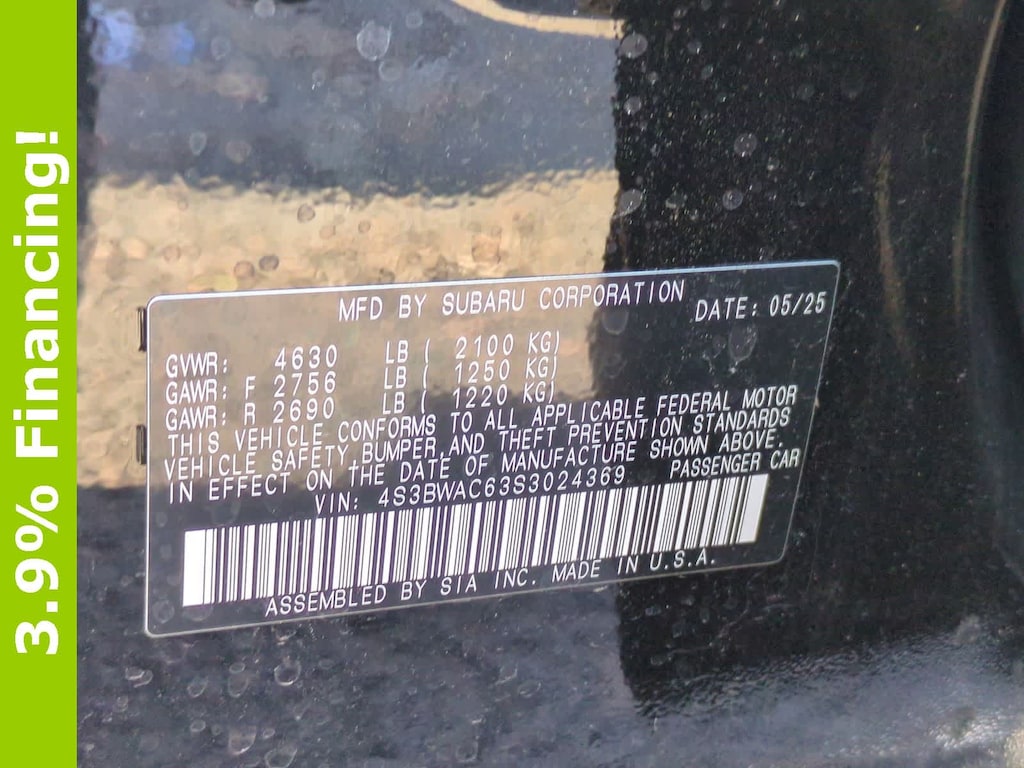 3.9% Financing!
MFD BY SUBARU CORPORATION DATE: 05/25
GVWR: 4630 LB ( 2100 KG)
GAWR: F 2756 LB ( 1250 KG)
GAWR: R 2690 LB ( 1220 KG)
THIS VEHICLE CONFORMS TO ALL APPLICABLE FEDERAL MOTOR
VEHICLE SAFETY BUMPER,AND THEFT PREVENTION STANDARDS
IN EFFECT ON THE DATE OF MANUFACTURE SHOWN ABOVE.
VIN: 4S3BWAC63S3024369 PASSENGER CAR
ASSEMBLED BY SIA INC. MADE IN U.S.A.